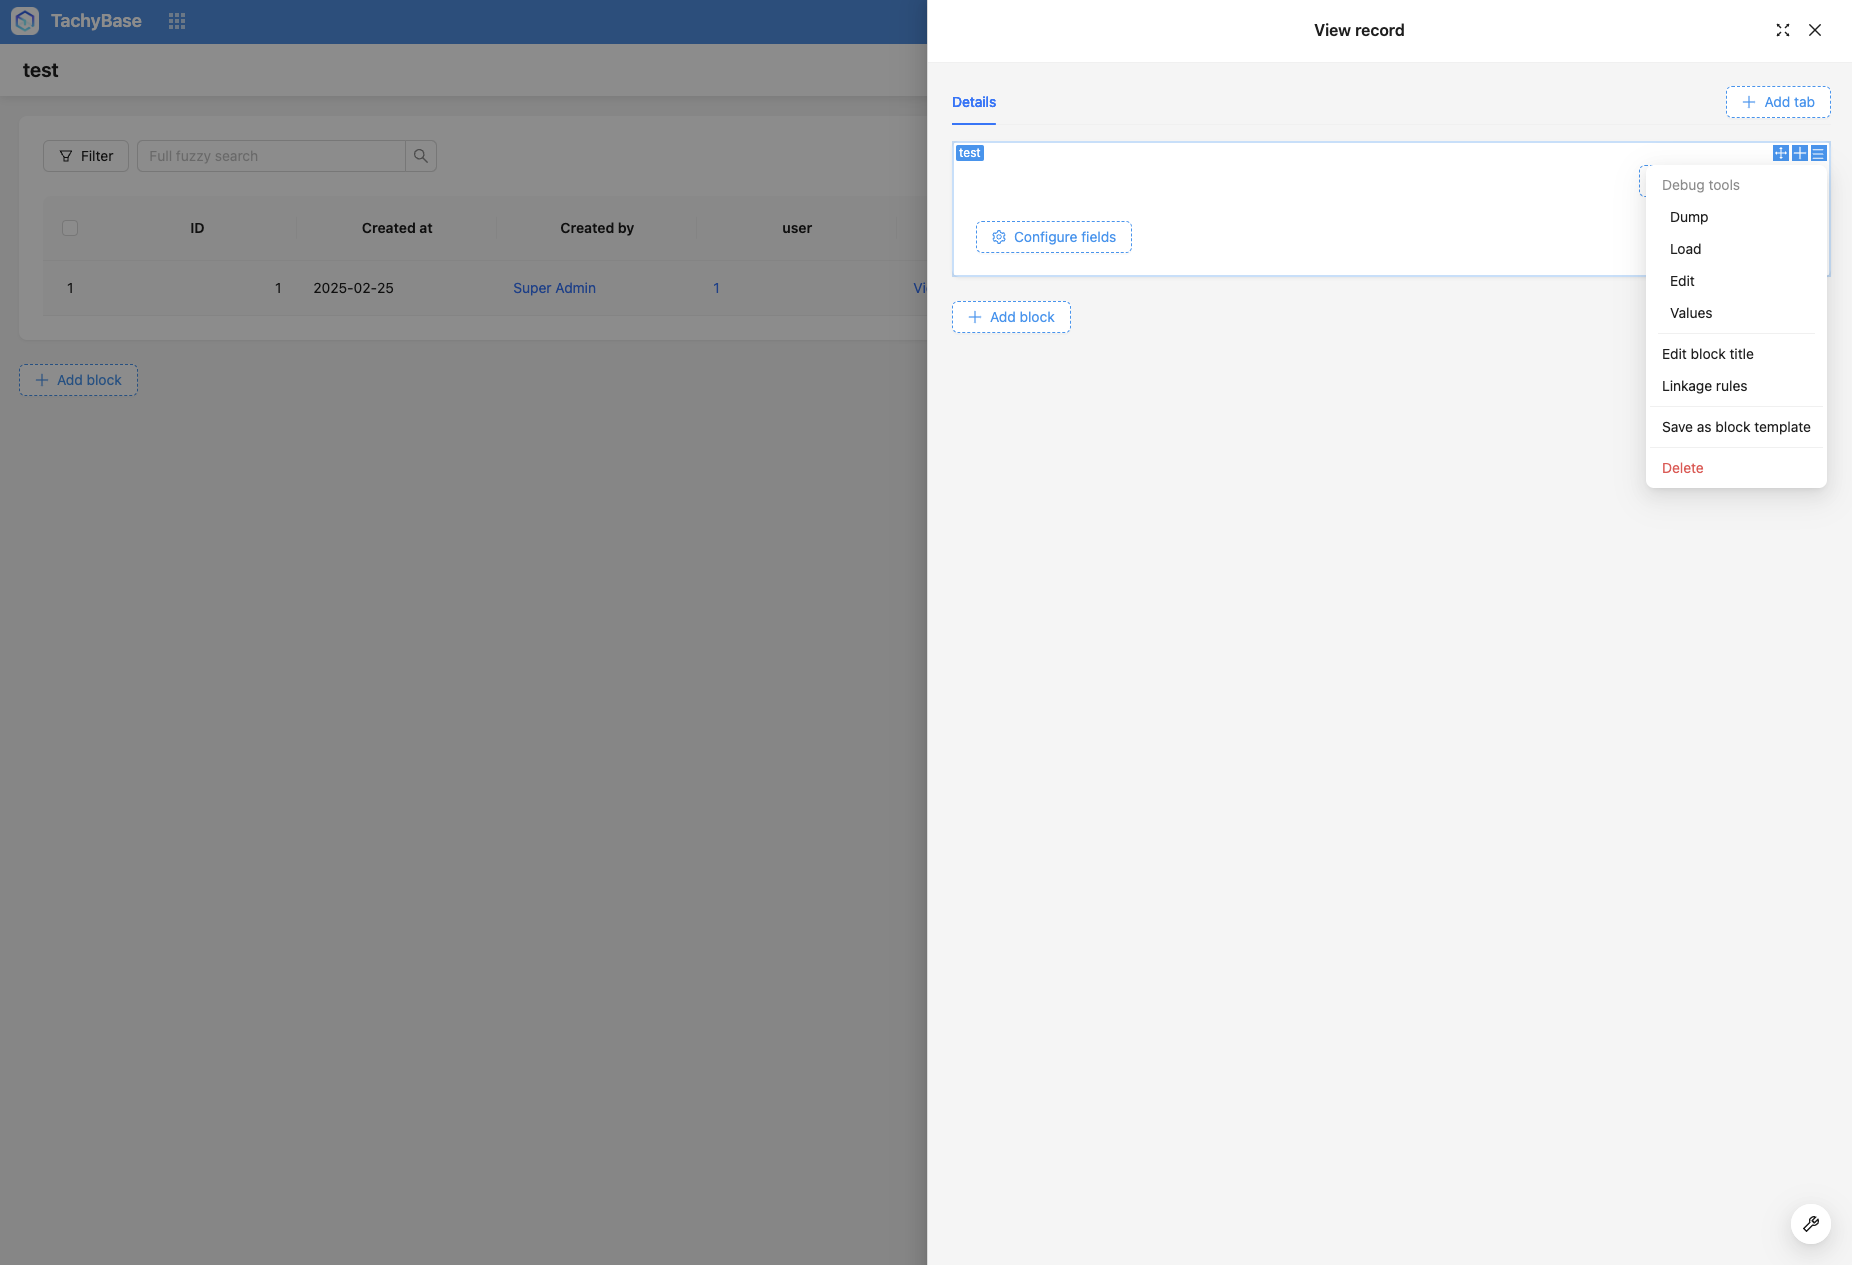 TachyBase
test
Filter
Full fuzzy search
ID
Created at
Created by
user
1
1
2025-02-25
Super Admin
1
Add block
View record
Details
Add tab
test
Configure fields
Add block
Debug tools
Dump
Load
Edit
Values
Edit block title
Linkage rules
Save as block template
Delete